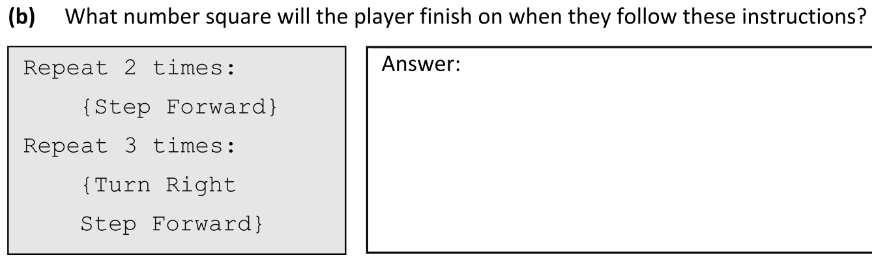 (b) What number square will the player finish on when they follow these instructions?
Repeat 2 times:
{Step Forward}
Repeat 3 times:
{Turn Right
Step Forward}
Answer: